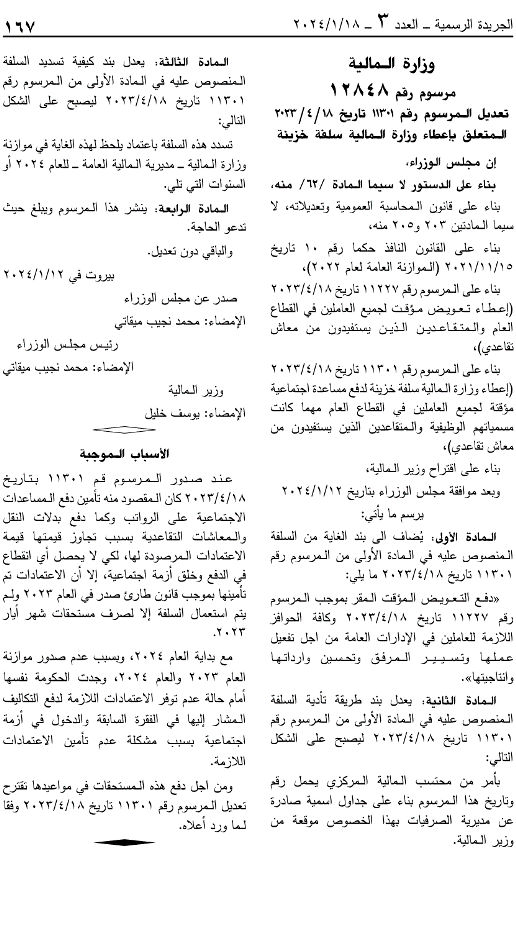 الجريدة الرسمية ــ العدد ٣ ــ ٢٠٢٤/١/١٨
١٦٧
وزارة المالية
مرسوم رقم ١٢٨٤٨
تعديل المرسوم رقم ١١٣٠١ تاريخ ٢٠٢٣/٤/١٨
المتعلق بإعطاء وزارة المالية سلفة خزينة
إن مجلس الوزراء،
بناء على الدستور لا سيما المادة /٦٢/ منه،
بناء على قانون المحاسبة العمومية وتعديلاته، لا
سيما المادتين ٢٠٣ و٢٠٥ منه،
بناء على القانون النافذ حكما رقم ١٠ تاريخ
٢٠٢١/١١/١٥ (الموازنة العامة لعام ٢٠٢٢)،
بناء على المرسوم رقم ١١٢٢٧ تاريخ ٢٠٢٣/٤/١٨
(إعطاء تعويض مؤقت لجميع العاملين في القطاع
العام والمتقاعدين الذين يستفيدون من معاش
تقاعدي)،
بناء على المرسوم رقم ١١٣٠١ تاريخ ٢٠٢٣/٤/١٨
(إعطاء وزارة المالية سلفة خزينة لدفع مساعدة اجتماعية
مؤقتة لجميع العاملين في القطاع العام مهما كانت
مسمياتهم الوظيفية والمتقاعدين الذين يستفيدون من
معاش تقاعدي)،
بناء على اقتراح وزير المالية،
وبعد موافقة مجلس الوزراء بتاريخ ٢٠٢٤/١/١٢
يرسم ما يأتي:
المادة الأولى: يُضاف الى بند الغاية من السلفة
المنصوص عليه في المادة الأولى من المرسوم رقم
١١٣٠١ تاريخ ٢٠٢٣/٤/١٨ ما يلي:
«دفع التعويض المؤقت المقر بموجب المرسوم
رقم ١١٢٢٧ تاريخ ٢٠٢٣/٤/١٨ وكافة الحوافز
اللازمة للعاملين في الإدارات العامة من اجل تفعيل
عملها وتسيير المرفق وتحسين وارداتها
وانتاجيتها».
المادة الثانية: يعدل بند طريقة تأدية السلفة
المنصوص عليه في المادة الأولى من المرسوم رقم
١١٣٠١ تاريخ ٢٠٢٣/٤/١٨ ليصبح على الشكل
التالي:
بأمر من محتسب المالية المركزي يحمل رقم
وتاريخ هذا المرسوم بناء على جداول اسمية صادرة
عن مديرية الصرفيات بهذا الخصوص موقعة من
وزير المالية.
المادة الثالثة: يعدل بند كيفية تسديد السلفة
المنصوص عليه في المادة الأولى من المرسوم رقم
١١٣٠١ تاريخ ٢٠٢٣/٤/١٨ ليصبح على الشكل
التالي:
تسدد هذه السلفة باعتماد يلحظ لهذه الغاية في موازنة
وزارة المالية ــ مديرية المالية العامة ــ للعام ٢٠٢٤ أو
السنوات التي تلي.
المادة الرابعة: ينشر هذا المرسوم ويبلغ حيث
تدعو الحاجة.
والباقي دون تعديل.
بيروت في ٢٠٢٤/١/١٢
صدر عن مجلس الوزراء
الإمضاء: محمد نجيب ميقاتي
رئيس مجلس الوزراء
الإمضاء: محمد نجيب ميقاتي
وزير المالية
الإمضاء: يوسف خليل
الأسباب الموجبة
عند صدور المرسوم قم ١١٣٠١ بتاريخ
٢٠٢٣/٤/١٨ كان المقصود منه تأمين دفع المساعدات
الاجتماعية على الرواتب وكما دفع بدلات النقل
والمعاشات التقاعدية بسبب تجاوز قيمتها قيمة
الاعتمادات المرصودة لها، لكي لا يحصل أي انقطاع
في الدفع وخلق أزمة اجتماعية، إلا أن الاعتمادات تم
تأمينها بموجب قانون طارئ صدر في العام ٢٠٢٣ ولم
يتم استعمال السلفة إلا لصرف مستحقات شهر أيار
٢٠٢٣.
مع بداية العام ٢٠٢٤، وبسبب عدم صدور موازنة
العام ٢٠٢٣ والعام ٢٠٢٤، وجدت الحكومة نفسها
أمام حالة عدم توفر الاعتمادات اللازمة لدفع التكاليف
المشار إليها في الفقرة السابقة والدخول في أزمة
اجتماعية بسبب مشكلة عدم تأمين الاعتمادات
اللازمة.
ومن اجل دفع هذه المستحقات في مواعيدها نقترح
تعديل المرسوم رقم ١١٣٠١ تاريخ ٢٠٢٣/٤/١٨ وفقا
لما ورد أعلاه.